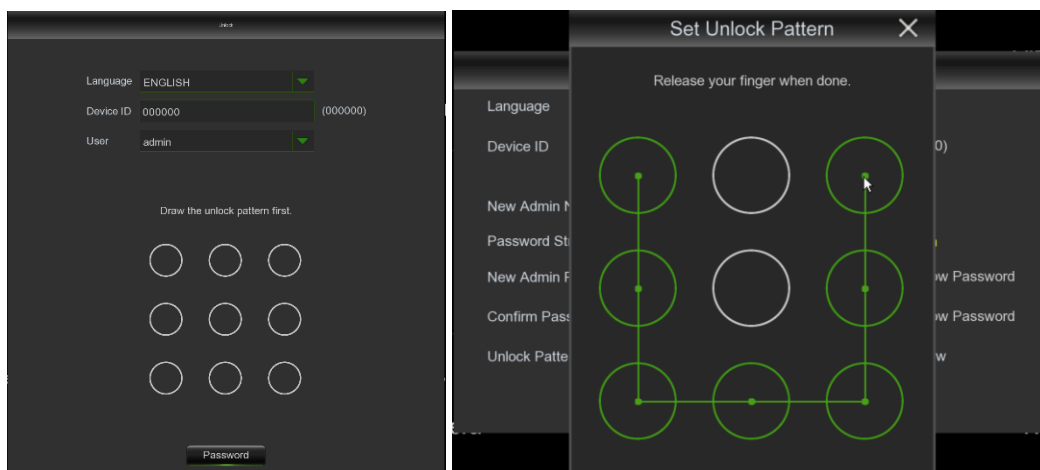 Unlock
Language ENGLISH
Device ID 000000 (000000)
User admin
Draw the unlock pattern first.
Password
Set Unlock Pattern
Release your finger when done.
Language
Device ID 0)
New Admin N
Password St
New Admin P ow Password
Confirm Pass ow Password
Unlock Patte w